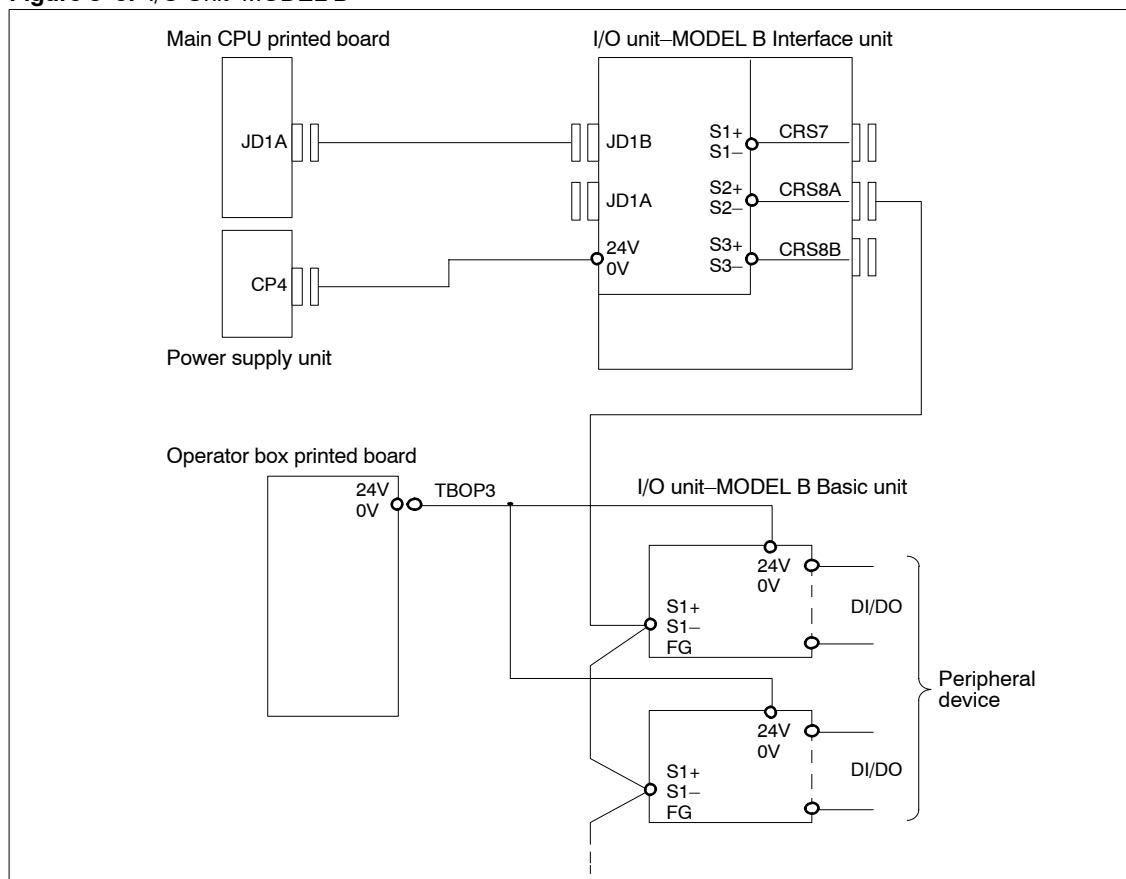 Main CPU printed board
I/O unit–MODEL B Interface unit
JD1A
JD1B
JD1A
24V
0V
S1+
S1–
CRS7
S2+
S2–
CRS8A
S3+
S3–
CRS8B
CP4
Power supply unit
Operator box printed board
24V
0V
TBOP3
I/O unit–MODEL B Basic unit
24V
0V
S1+
S1–
FG
DI/DO
Peripheral
device
24V
0V
S1+
S1–
FG
DI/DO